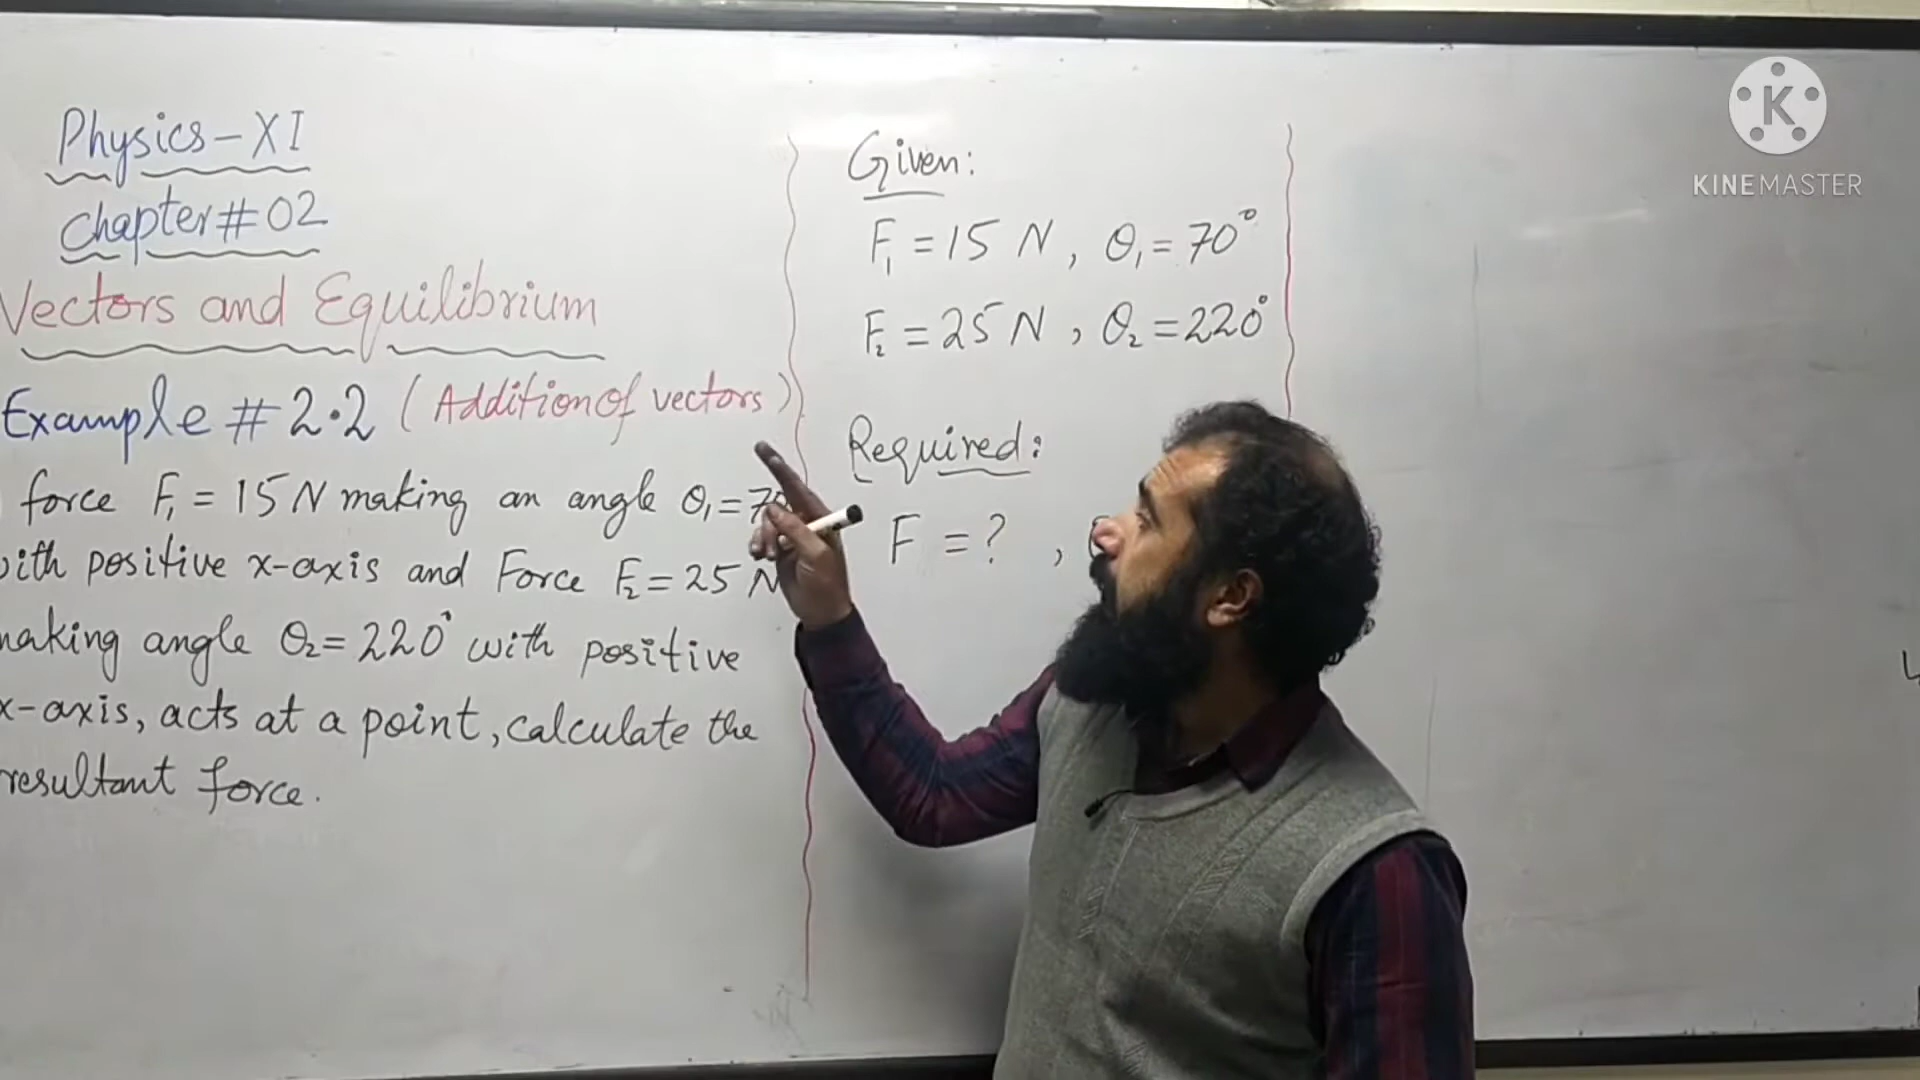 Physics-XI
Chapter # 02
Vectors and Equilibrium
Example # 2.2 (Addition of vectors)
force F₁ = 15 N making an angle θ₁ = 70
with positive x-axis and Force F₂ = 25 N
making angle θ₂ = 220° with positive
x-axis, acts at a point, calculate the
resultant force.
Given:
F₁ = 15 N, θ₁ = 70°
F₂ = 25 N, θ₂ = 220°
Required:
F = ? ,
KINEMASTER